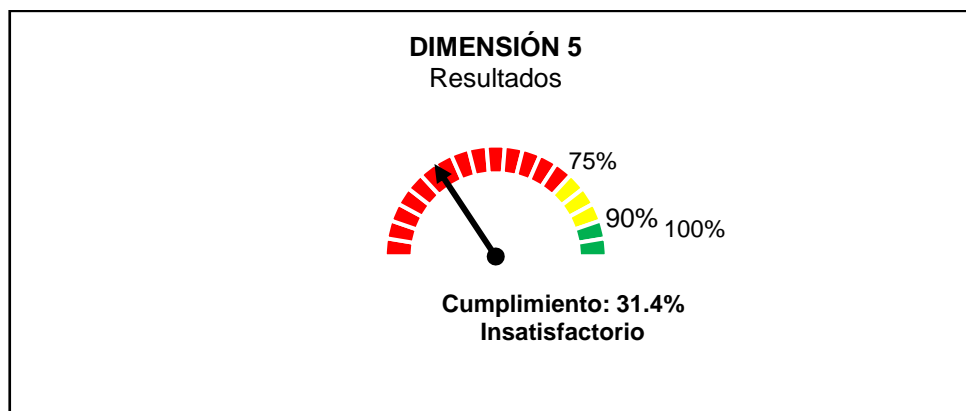 DIMENSIÓN 5
Resultados
75%
90%
100%
Cumplimiento: 31.4%
Insatisfactorio